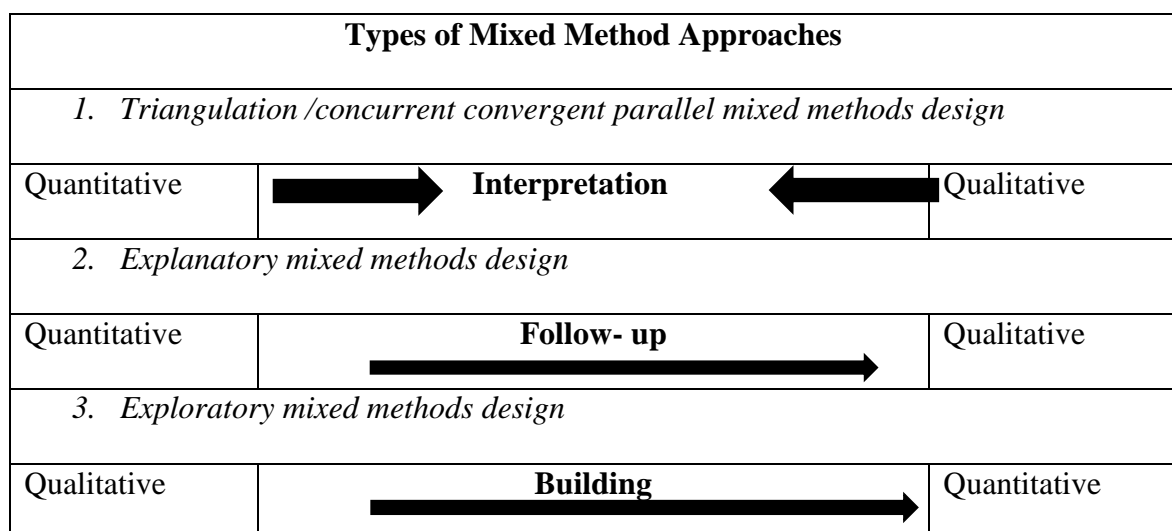 Types of Mixed Method Approaches
1. Triangulation /concurrent convergent parallel mixed methods design
Quantitative Interpretation Qualitative
2. Explanatory mixed methods design
Quantitative Follow- up Qualitative
3. Exploratory mixed methods design
Qualitative Building Quantitative